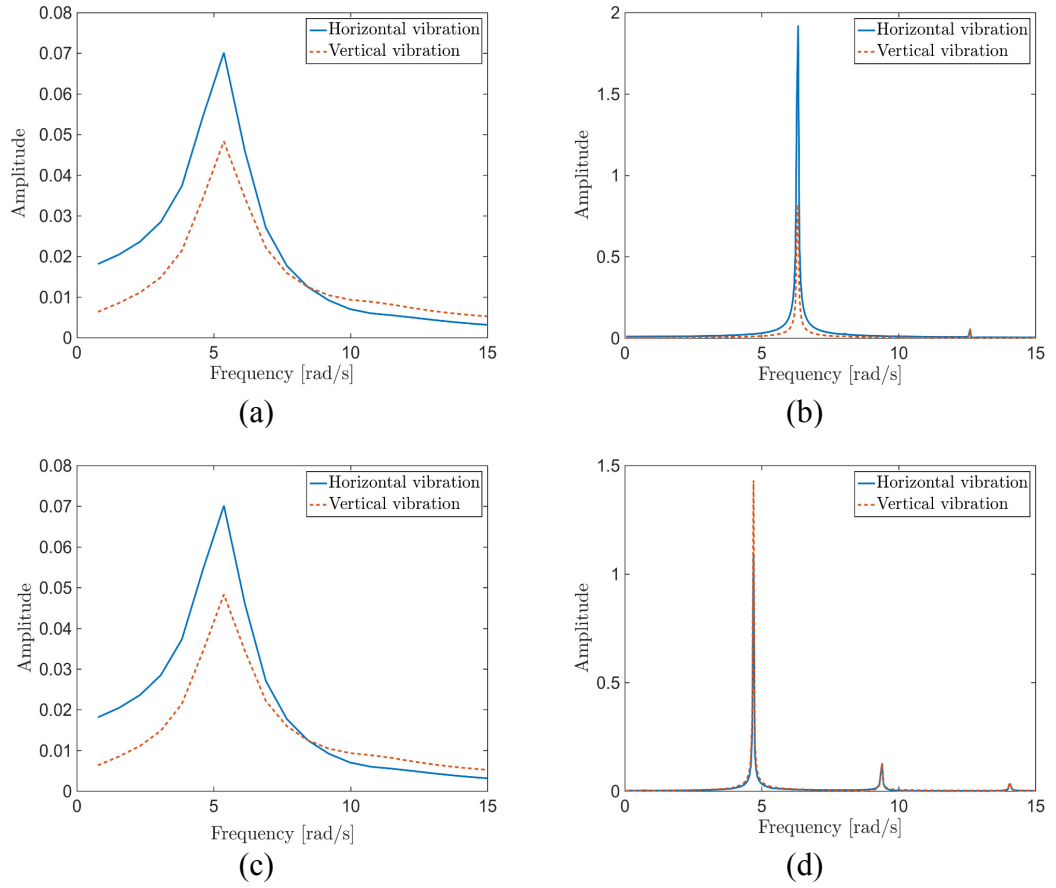 0.08
0.07
0.06
0.05
0.04
0.03
0.02
0.01
0
Amplitude
Horizontal vibration
Vertical vibration
0 5 10 15
Frequency [rad/s]
(a)
2
1.5
1
0.5
0
Amplitude
Horizontal vibration
Vertical vibration
0 5 10 15
Frequency [rad/s]
(b)
0.08
0.07
0.06
0.05
0.04
0.03
0.02
0.01
0
Amplitude
Horizontal vibration
Vertical vibration
0 5 10 15
Frequency [rad/s]
(c)
1.5
1
0.5
0
Amplitude
Horizontal vibration
Vertical vibration
0 5 10 15
Frequency [rad/s]
(d)